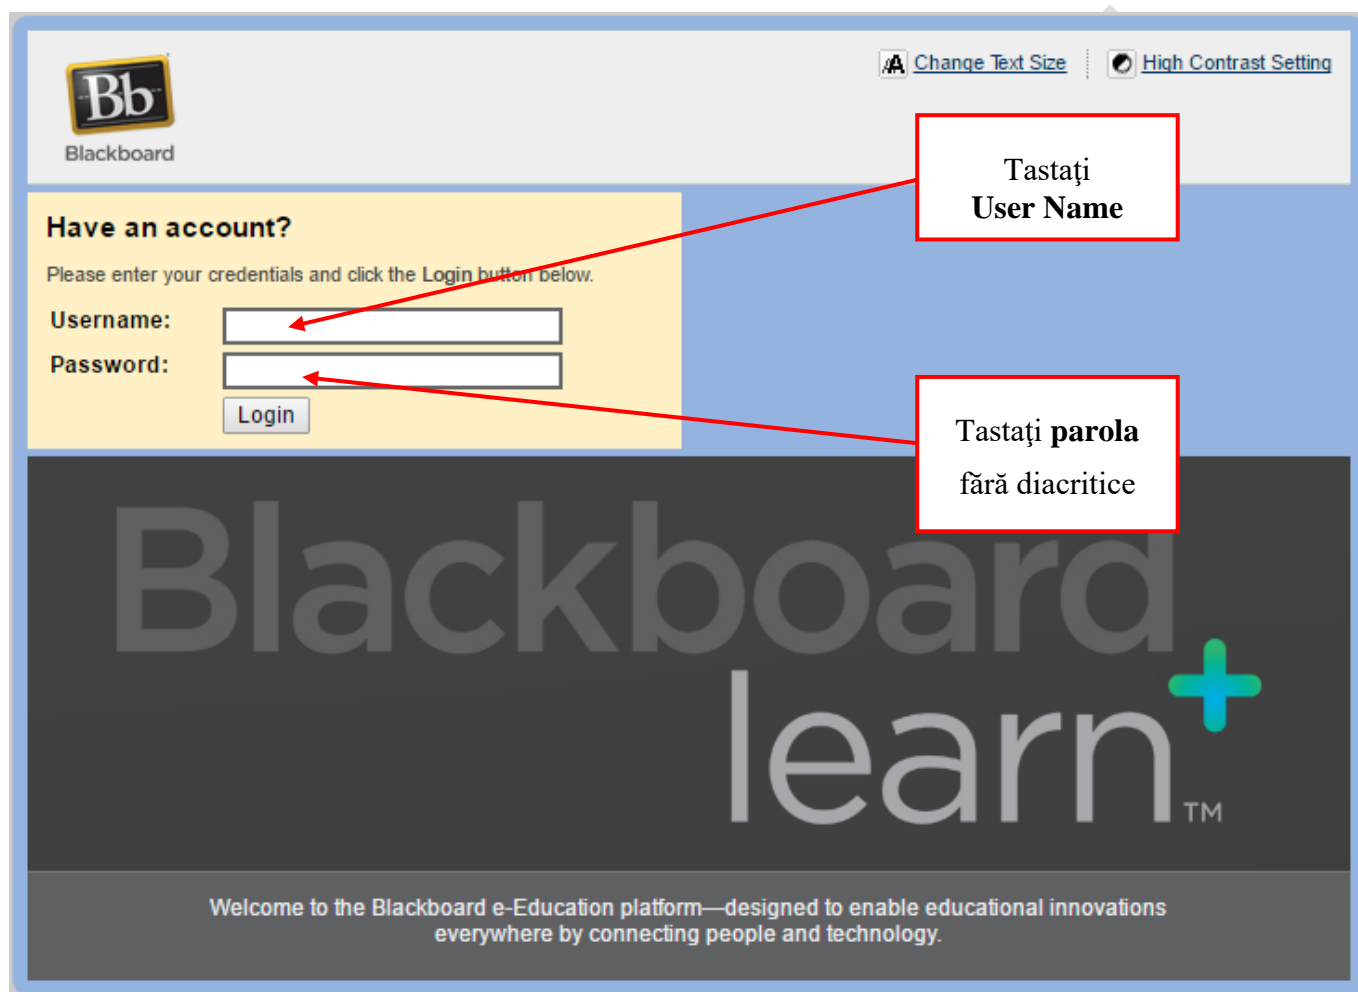 Bb
Blackboard
Change Text Size
High Contrast Setting
Tastaţi
User Name
Have an account?
Please enter your credentials and click the Login button below.
Username:
Password:
Login
Tastaţi parola
fără diacritice
Blackboard
learn+
TM
Welcome to the Blackboard e-Education platform—designed to enable educational innovations
everywhere by connecting people and technology.